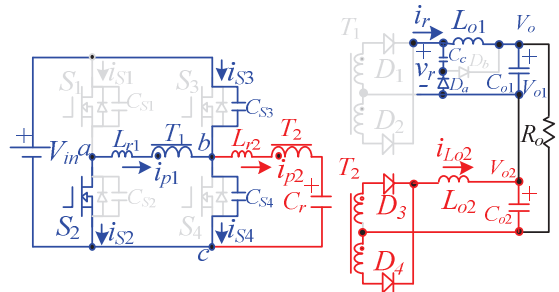 T1 ir Lo1 Vo
iS1 iS3
S1 CS1 S3 CS3
+ D1 + vr - Cc Db Da + Co1 Vo1
Vin a Lr1 T1 b Lr2 T2 D2 Ro
ip1 ip2
T2 iLo2 Vo2
S2 CS2 S4 CS4 Cr + D3 Lo2 + Co2
iS2 iS4
c D4